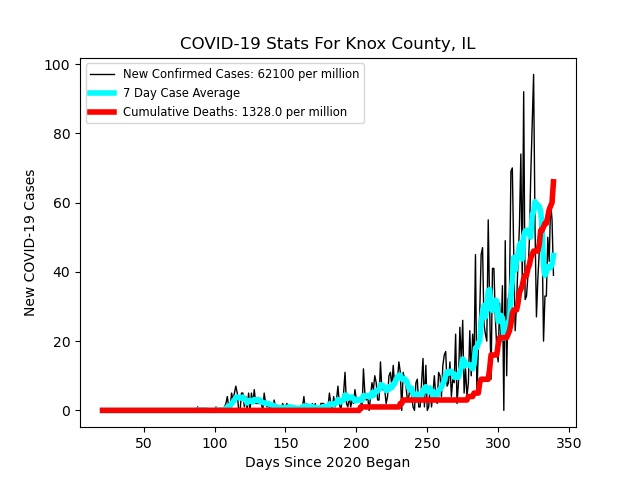 COVID-19 Stats For Knox County, IL
New Confirmed Cases: 62100 per million
7 Day Case Average
Cumulative Deaths: 1328.0 per million
New COVID-19 Cases
100
80
60
40
20
0
50 100 150 200 250 300 350
Days Since 2020 Began